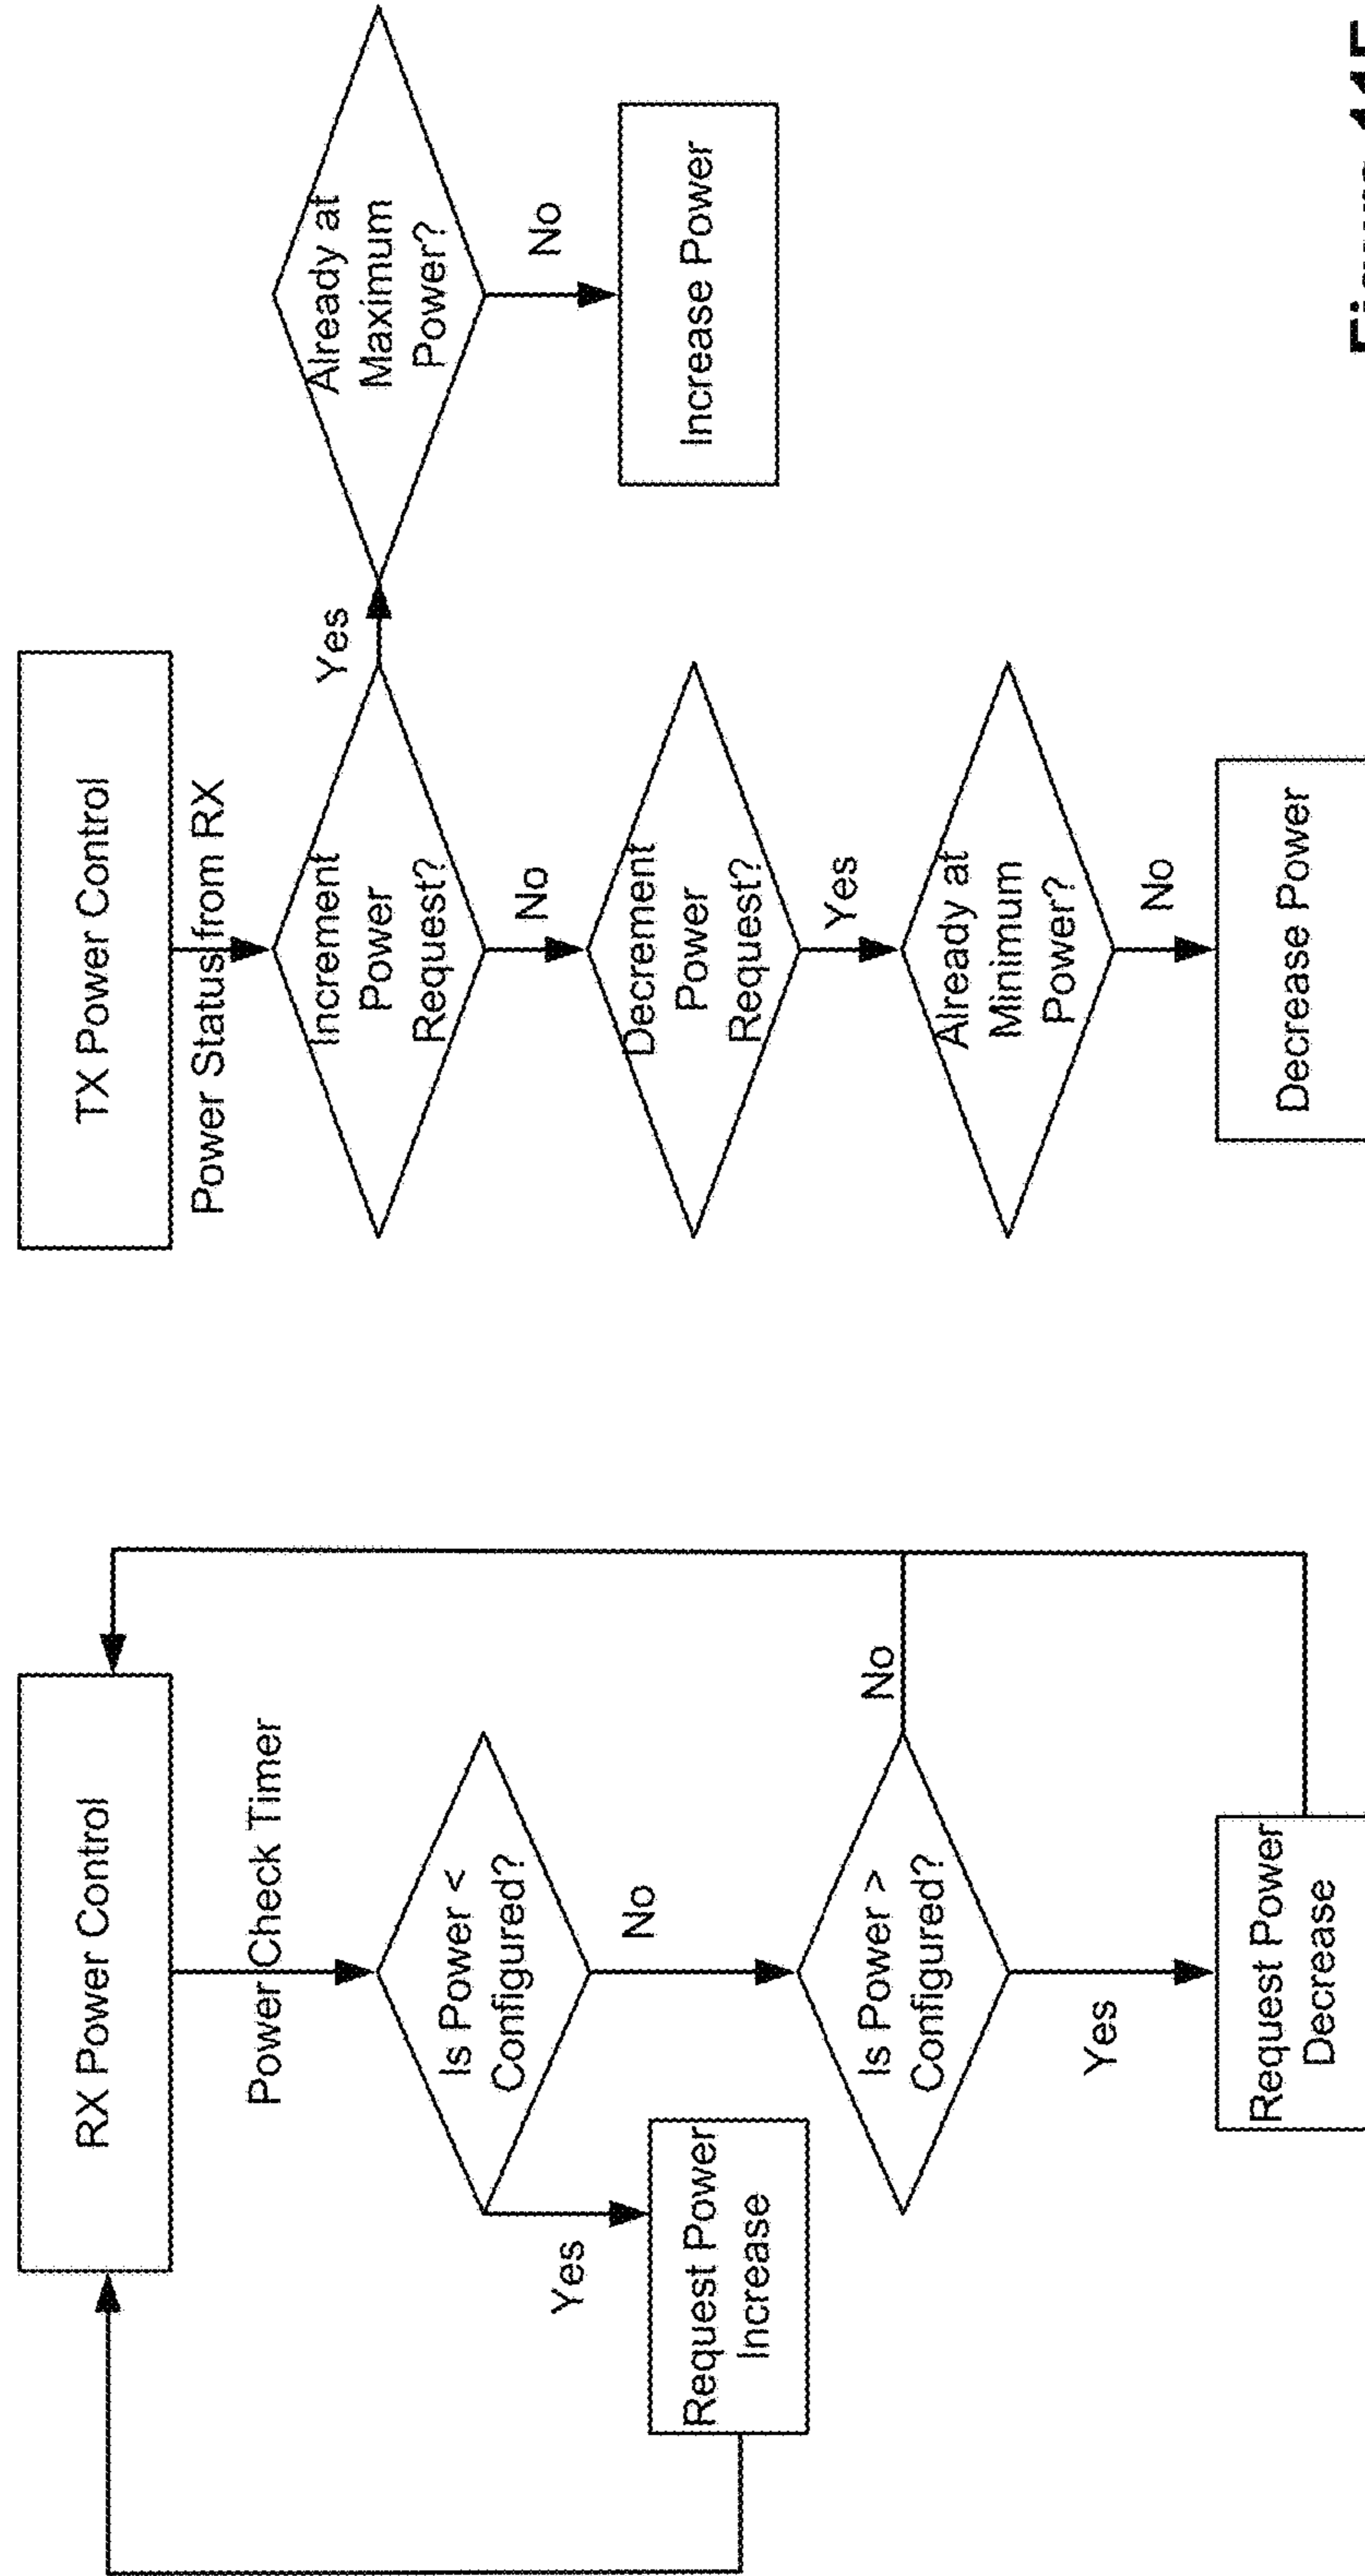 RX Power Control
Power Check Timer
Is Power <
Configured?
Yes
No
Request Power
Increase
Is Power >
Configured?
No
Yes
Request Power
Decrease
TX Power Control
Power Status from RX
Increment
Power
Request?
Yes
Already at
Maximum
Power?
No
Increase Power
No
Decrement
Power
Request?
Yes
Already at
Minimum
Power?
No
Decrease Power